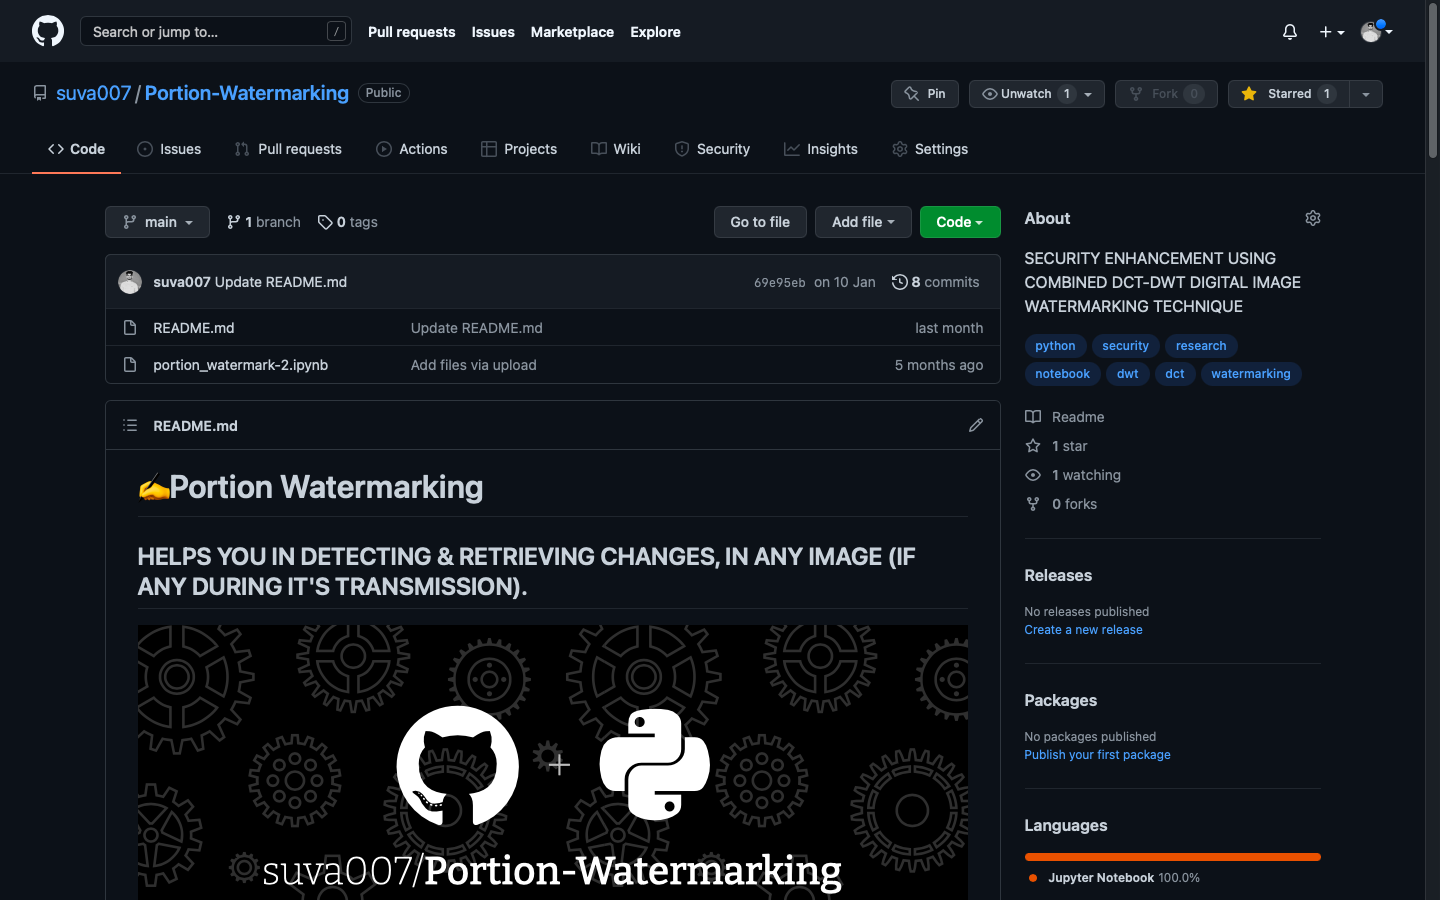 Search or jump to...
/
Pull requests
Issues
Marketplace
Explore
suva007 / Portion-Watermarking
Public
Pin
Unwatch 1
Fork 0
Starred 1
Code
Issues
Pull requests
Actions
Projects
Wiki
Security
Insights
Settings
main
1 branch
0 tags
Go to file
Add file
Code
suva007 Update README.md
69e95eb on 10 Jan
8 commits
README.md
Update README.md
last month
portion_watermark-2.ipynb
Add files via upload
5 months ago
README.md
✍Portion Watermarking
HELPS YOU IN DETECTING & RETRIEVING CHANGES, IN ANY IMAGE (IF
ANY DURING IT'S TRANSMISSION).
+
suva007/Portion-Watermarking
About
SECURITY ENHANCEMENT USING
COMBINED DCT-DWT DIGITAL IMAGE
WATERMARKING TECHNIQUE
python security research
notebook dwt dct watermarking
Readme
1 star
1 watching
0 forks
Releases
No releases published
Create a new release
Packages
No packages published
Publish your first package
Languages
Jupyter Notebook 100.0%